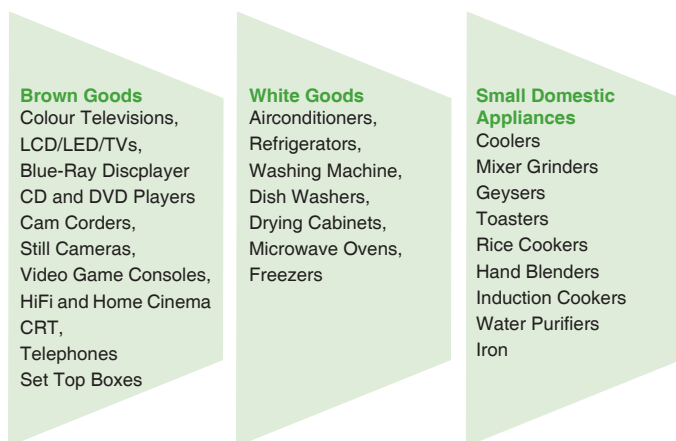 Brown Goods
Colour Televisions,
LCD/LED/TVs,
Blue-Ray Discplayer
CD and DVD Players
Cam Corders,
Still Cameras,
Video Game Consoles,
HiFi and Home Cinema
CRT,
Telephones
Set Top Boxes
White Goods
Airconditioners,
Refrigerators,
Washing Machine,
Dish Washers,
Drying Cabinets,
Microwave Ovens,
Freezers
Small Domestic
Appliances
Coolers
Mixer Grinders
Geysers
Toasters
Rice Cookers
Hand Blenders
Induction Cookers
Water Purifiers
Iron